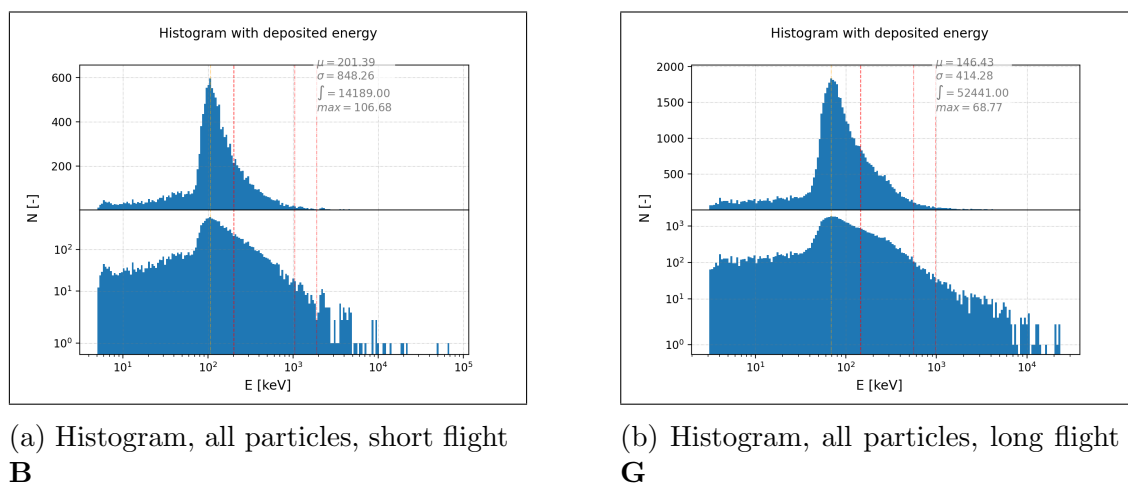 Histogram with deposited energy
μ = 201.39
σ = 848.26
∫ = 14189.00
max = 106.68
600
400
200
N [-]
10²
10¹
10⁰
10¹ 10² 10³ 10⁴ 10⁵
E [keV]
(a) Histogram, all particles, short flight
B
Histogram with deposited energy
μ = 146.43
σ = 414.28
∫ = 52441.00
max = 68.77
2000
1500
1000
500
N [-]
10³
10²
10¹
10⁰
10¹ 10² 10³ 10⁴
E [keV]
(b) Histogram, all particles, long flight
G